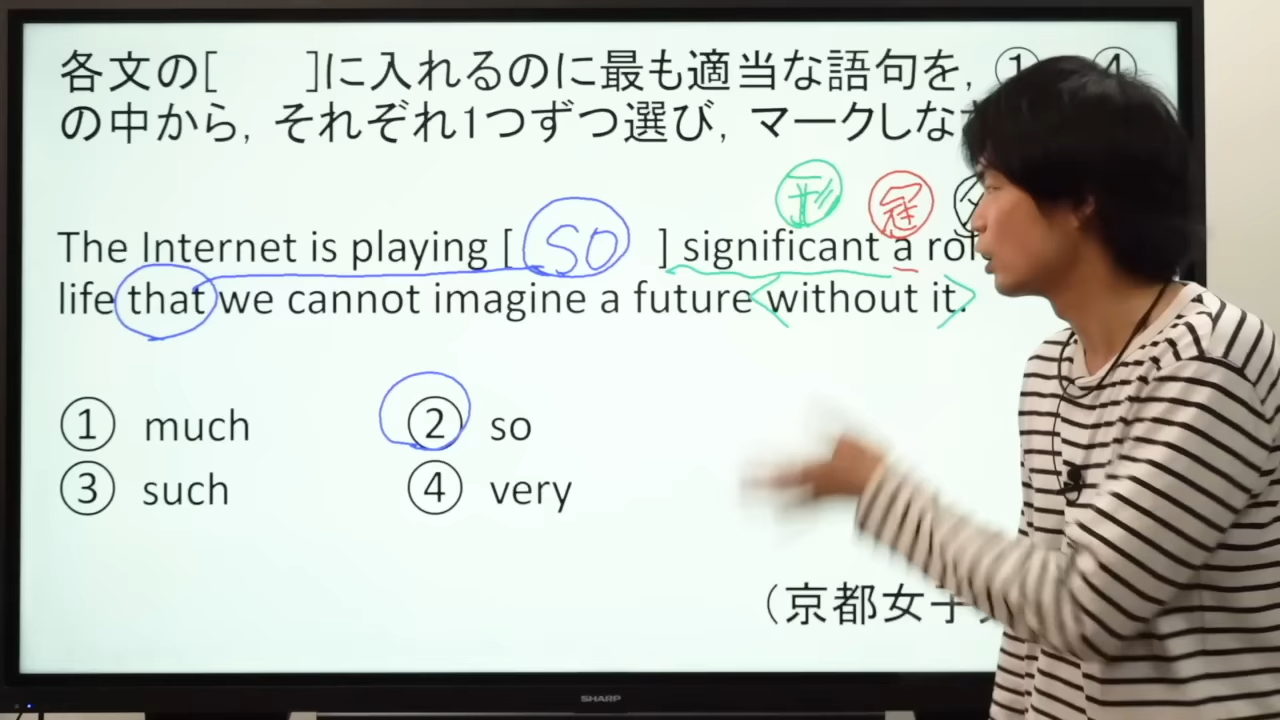 各文の[ ]に入れるのに最も適当な語句を, ① ④
の中から, それぞれ1つずつ選び, マークしな
形 冠
The Internet is playing [ so ] significant a
life that we cannot imagine a future <without it.>
① much ② so
③ such ④ very
(京都女子
SHARP